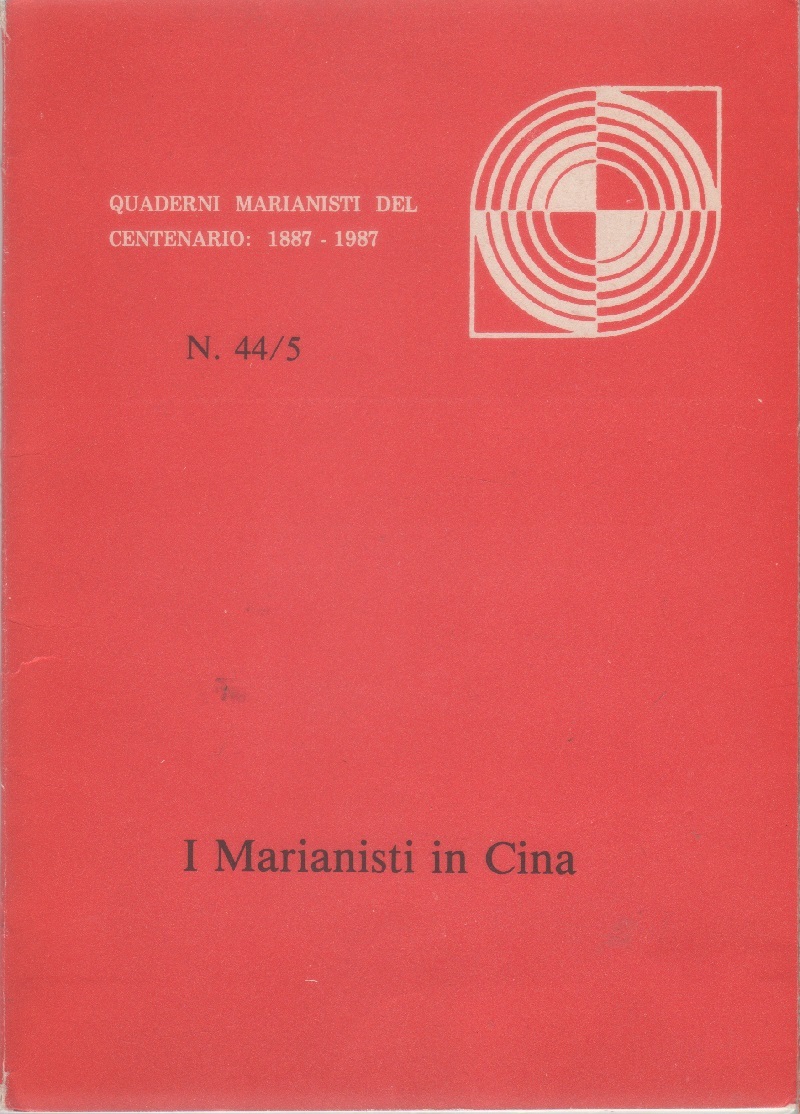 QUADERNI MARIANISTI DEL
CENTENARIO: 1887 - 1987
N. 44/5
I Marianisti in Cina